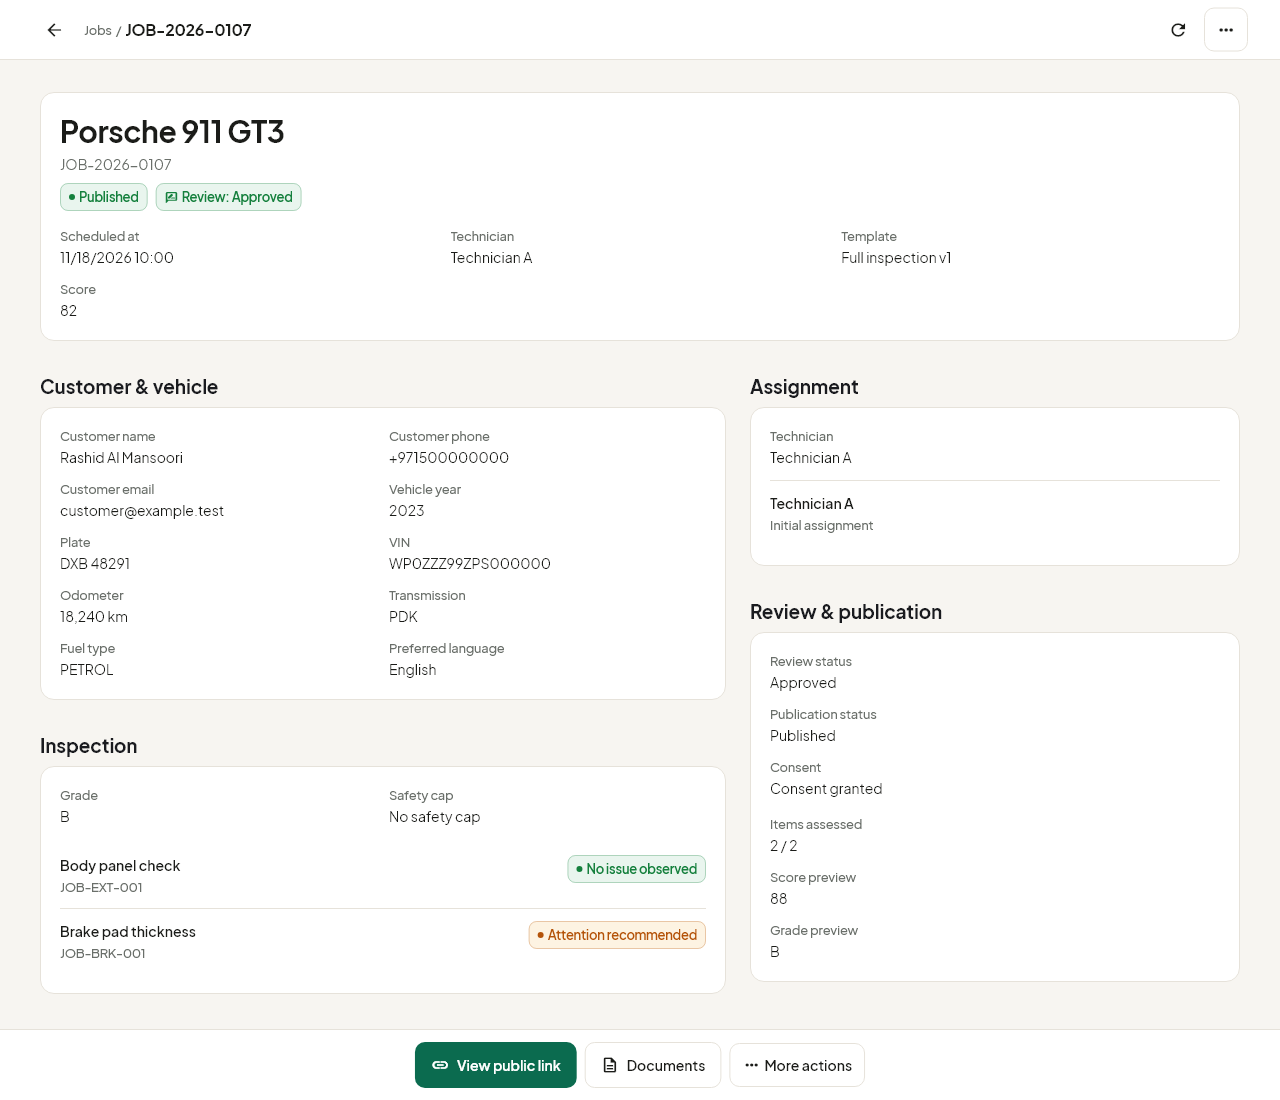 Jobs / JOB-2026-0107
Porsche 911 GT3
JOB-2026-0107
Published
Review: Approved
Scheduled at
11/18/2026 10:00
Technician
Technician A
Template
Full inspection v1
Score
82
Customer & vehicle
Customer name
Rashid Al Mansoori
Customer phone
+971500000000
Customer email
customer@example.test
Vehicle year
2023
Plate
DXB 48291
VIN
WP0ZZZ99ZPS000000
Odometer
18,240 km
Transmission
PDK
Fuel type
PETROL
Preferred language
English
Inspection
Grade
B
Safety cap
No safety cap
Body panel check
JOB-EXT-001
No issue observed
Brake pad thickness
JOB-BRK-001
Attention recommended
Assignment
Technician
Technician A
Technician A
Initial assignment
Review & publication
Review status
Approved
Publication status
Published
Consent
Consent granted
Items assessed
2 / 2
Score preview
88
Grade preview
B
View public link
Documents
More actions